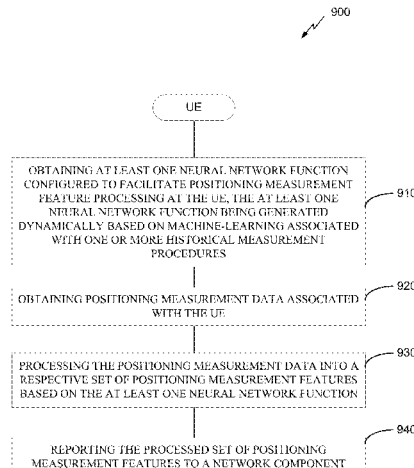 900
UE
OBTAINING AT LEAST ONE NEURAL NETWORK FUNCTION
CONFIGURED TO FACILITATE POSITIONING MEASUREMENT
FEATURE PROCESSING AT THE UE, THE AT LEAST ONE
NEURAL NETWORK FUNCTION BEING GENERATED
DYNAMICALLY BASED ON MACHINE-LEARNING ASSOCIATED
WITH ONE OR MORE HISTORICAL MEASUREMENT
PROCEDURES
910
OBTAINING POSITIONING MEASUREMENT DATA ASSOCIATED
WITH THE UE
920
PROCESSING THE POSITIONING MEASUREMENT DATA INTO A
RESPECTIVE SET OF POSITIONING MEASUREMENT FEATURES
BASED ON THE AT LEAST ONE NEURAL NETWORK FUNCTION
930
REPORTING THE PROCESSED SET OF POSITIONING
MEASUREMENT FEATURES TO A NETWORK COMPONENT
940